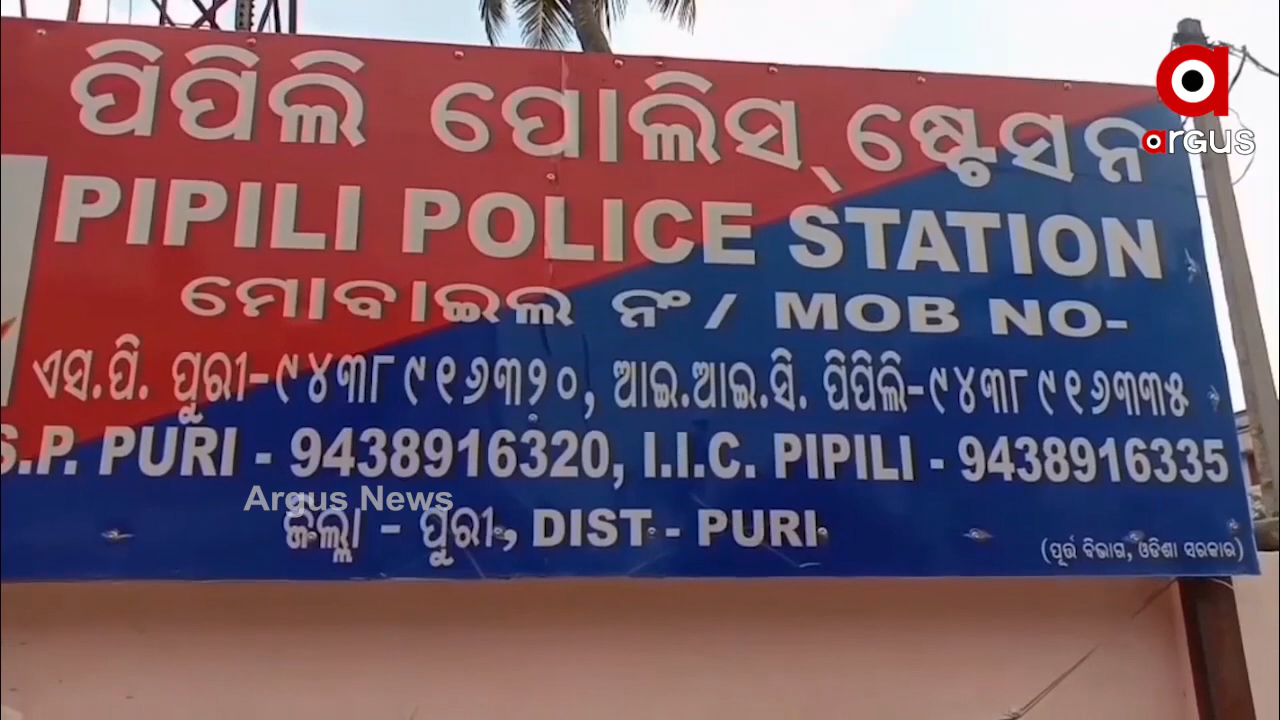 ପିପିଲି ପୋଲିସ୍ ଷ୍ଟେସନ
argus
PIPILI POLICE STATION
ମୋବାଇଲ ନଂ / MOB NO-
ଏସ.ପି. ପୁରୀ-୯୪୩୮୯୧୬୩୨୦, ଆଇ.ଆଇ.ସି. ପିପିଲି-୯୪୩୮୯୧୬୩୩୫
S.P. PURI - 9438916320, I.I.C. PIPILI - 9438916335
Argus News
ଜିଲ୍ଲା - ପୁରୀ, DIST - PURI
(ପୂର୍ତ୍ତ ବିଭାଗ, ଓଡିଶା ସରକାର)